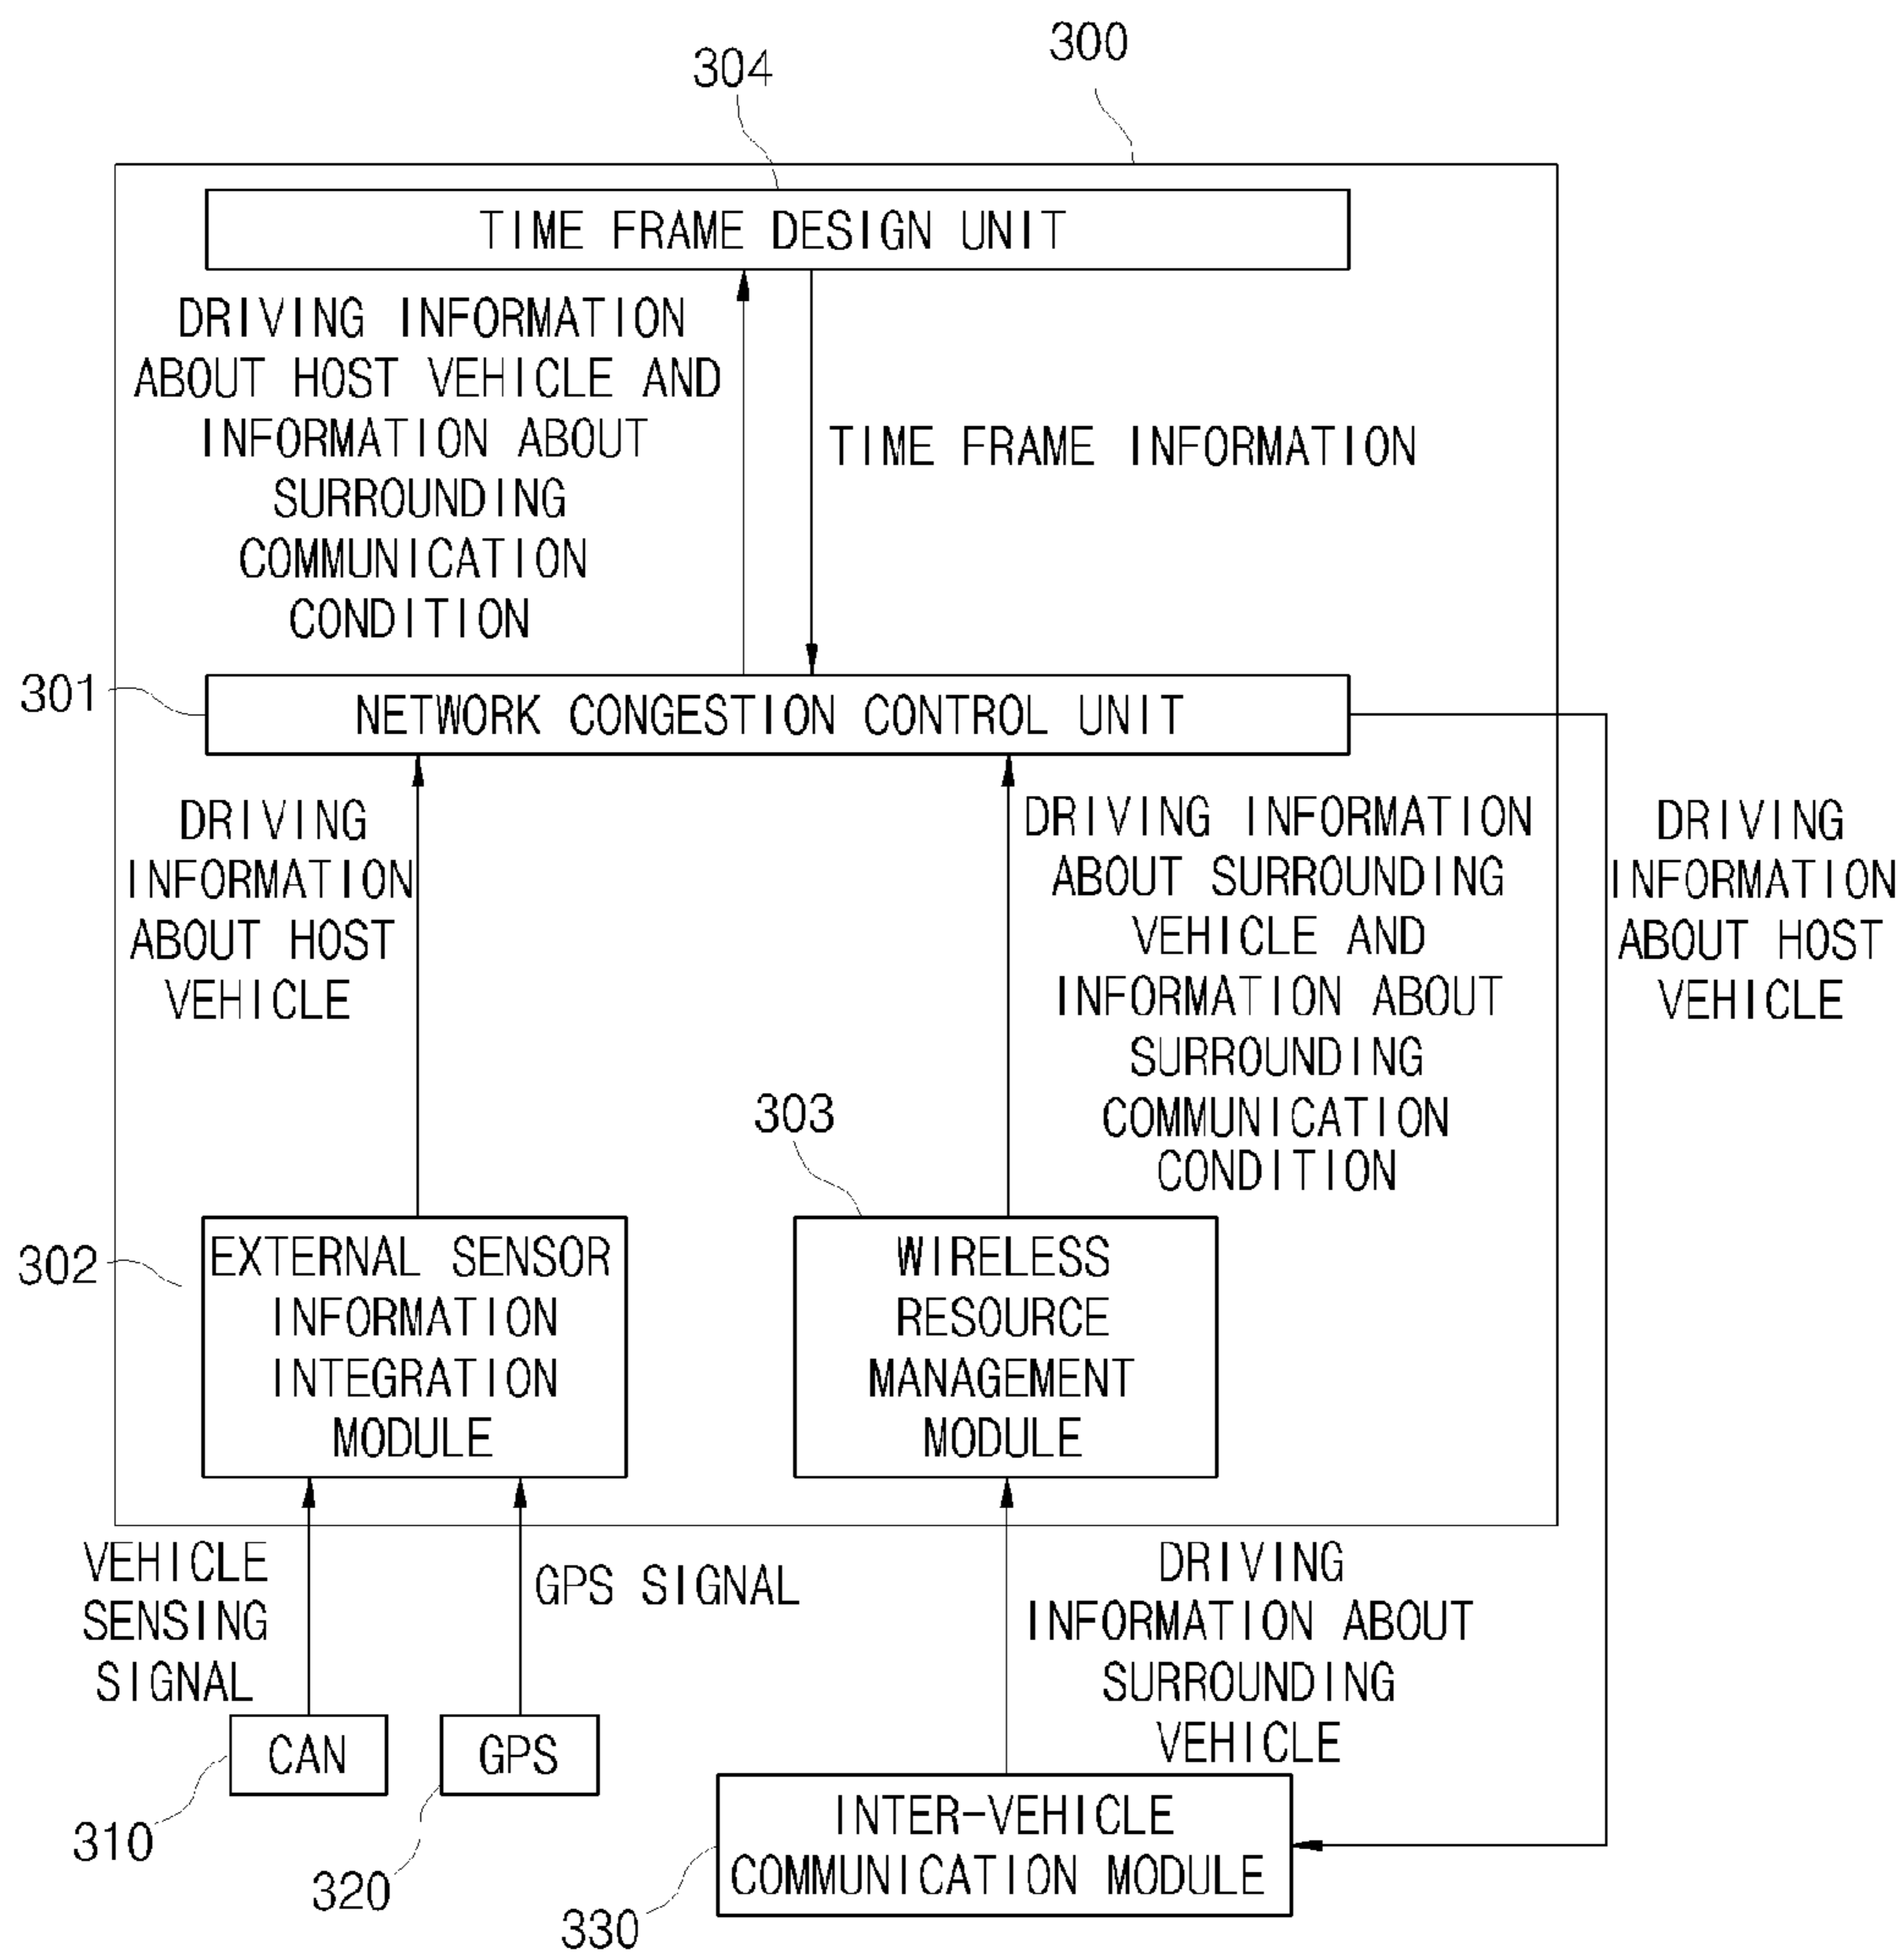 300
304
TIME FRAME DESIGN UNIT
DRIVING INFORMATION
ABOUT HOST VEHICLE AND
INFORMATION ABOUT
SURROUNDING
COMMUNICATION
CONDITION
TIME FRAME INFORMATION
301
NETWORK CONGESTION CONTROL UNIT
DRIVING
INFORMATION
ABOUT HOST
VEHICLE
DRIVING INFORMATION
ABOUT SURROUNDING
VEHICLE AND
INFORMATION ABOUT
SURROUNDING
COMMUNICATION
CONDITION
DRIVING
INFORMATION
ABOUT HOST
VEHICLE
303
302
EXTERNAL SENSOR
INFORMATION
INTEGRATION
MODULE
WIRELESS
RESOURCE
MANAGEMENT
MODULE
VEHICLE
SENSING
SIGNAL
GPS SIGNAL
DRIVING
INFORMATION ABOUT
SURROUNDING
VEHICLE
CAN
GPS
310
320
INTER-VEHICLE
COMMUNICATION MODULE
330